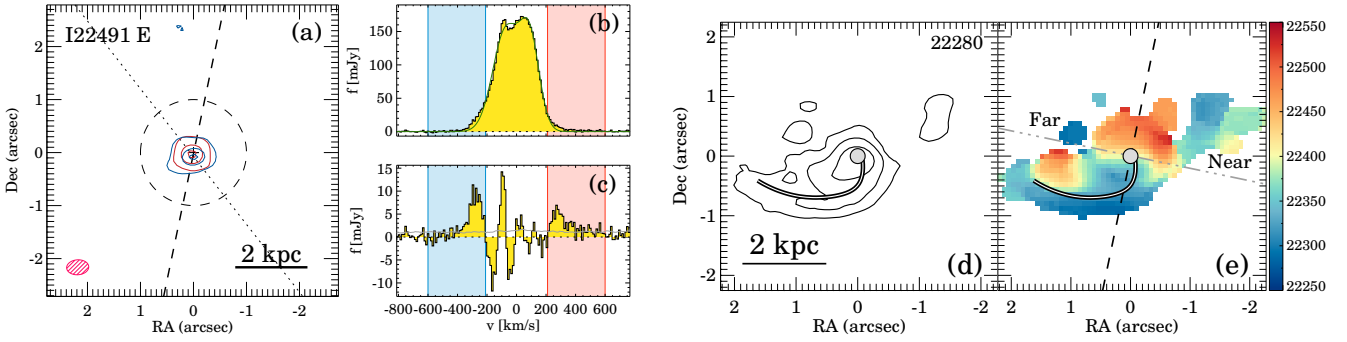 I22491 E
(a)
2
1
0
-1
-2
Dec (arcsec)
2 kpc
2
1
0
-1
-2
RA (arcsec)
(b)
150
100
50
0
f [mJy]
(c)
15
10
5
0
5
-10
f [mJy]
-800
-600
-400
-200
0
200
400
600
v [km/s]
22280
2
1
0
-1
-2
Dec (arcsec)
2 kpc
(d)
2
1
0
-1
RA (arcsec)
Far
Near
(e)
2
1
0
-1
-2
RA (arcsec)
22550
22500
22450
22400
22350
22300
22250